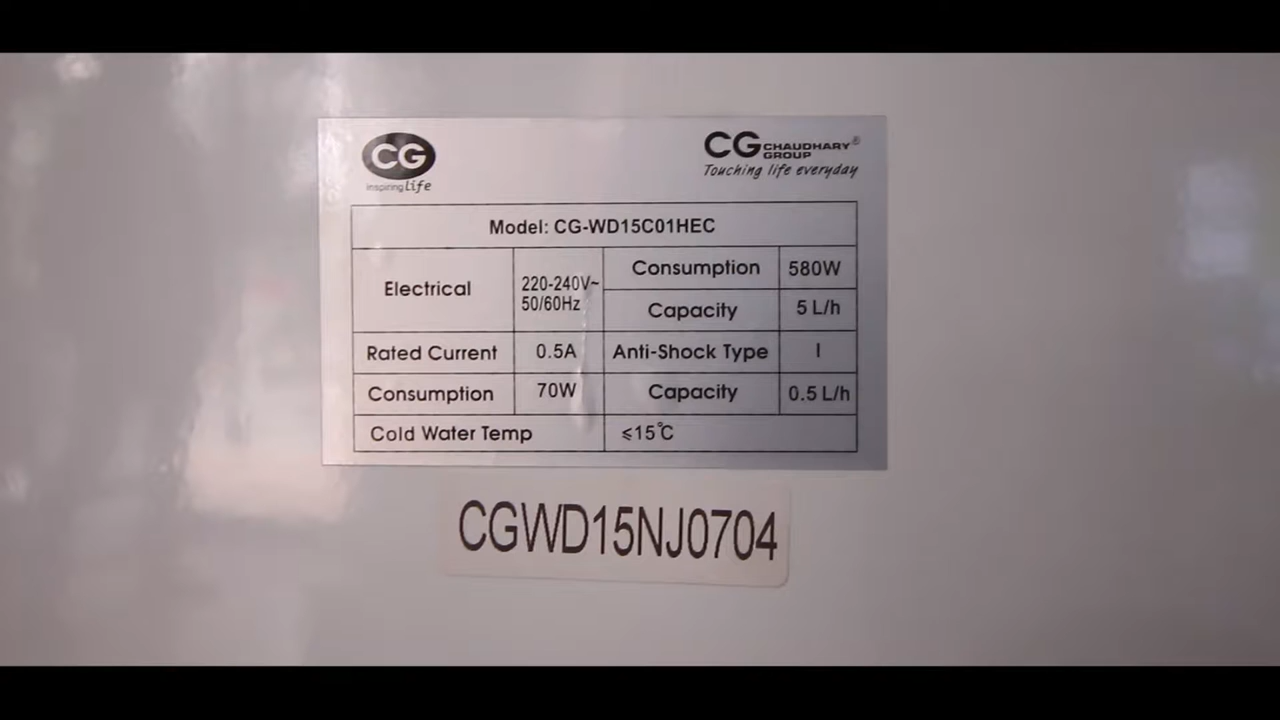 CG
inspiring life
CG CHAUDHARY GROUP®
Touching life everyday
Model: CG-WD15C01HEC
Electrical 220-240V~ 50/60Hz Consumption 580W
Capacity 5 L/h
Rated Current 0.5A Anti-Shock Type I
Consumption 70W Capacity 0.5 L/h
Cold Water Temp ≤15℃
CGWD15NJ0704